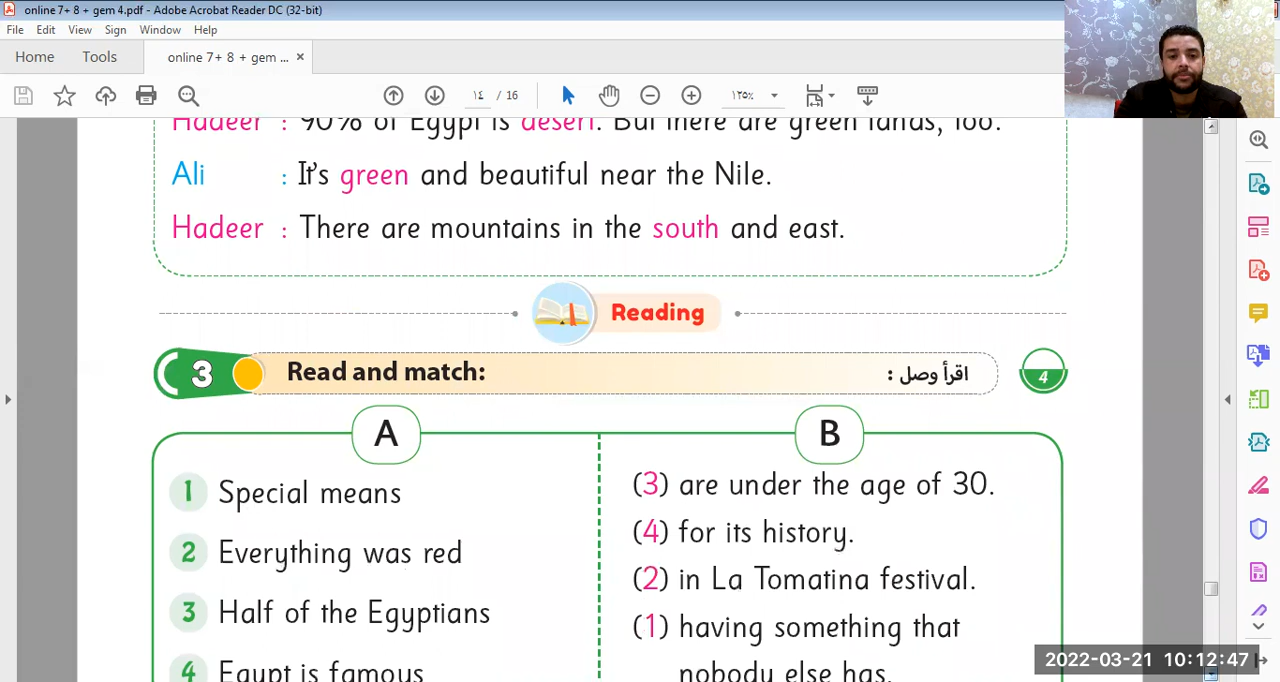 online 7+ 8 + gem 4.pdf - Adobe Acrobat Reader DC (32-bit)
File Edit View Sign Window Help
Home Tools online 7+ 8 + gem ... ×
١٤ / 16 ١٢٥%
Hadeer : 90% of Egypt is desert. But there are green lands, too.
Ali : It's green and beautiful near the Nile.
Hadeer : There are mountains in the south and east.
Reading
3 Read and match: اقرأ وصل : 4
A B
1 Special means
(3) are under the age of 30.
(4) for its history.
2 Everything was red
(2) in La Tomatina festival.
3 Half of the Egyptians
(1) having something that
4 Egypt is famous
nobody else has.
2022-03-21 10:12:47